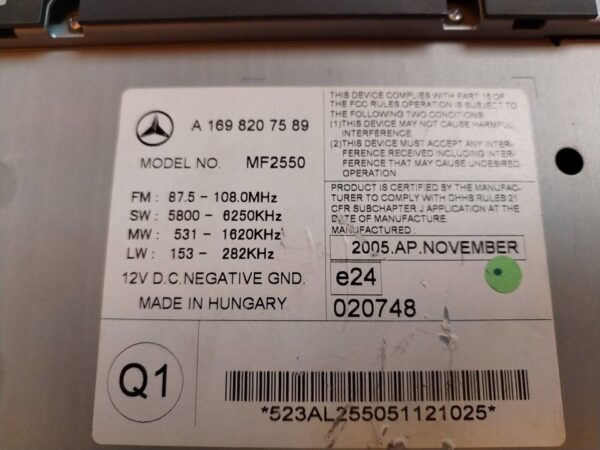 A 169 820 75 89
MODEL NO. MF2550
FM : 87.5 - 108.0MHz
SW : 5800 - 6250KHz
MW : 531 - 1620KHz
LW : 153 - 282KHz
12V D.C.NEGATIVE GND.
MADE IN HUNGARY
THIS DEVICE COMPLIES WITH PART 15 OF
THE FCC RULES OPERATION IS SUBJECT TO
THE FOLLOWING TWO CONDITIONS:
(1)THIS DEVICE MAY NOT CAUSE HARMFUL
INTERFERENCE.
(2)THIS DEVICE MUST ACCEPT ANY INTER-
FERENCE RECEIVED INCLUDING INTER-
FERENCE THAT MAY CAUSE UNDESIRED
OPERATION
PRODUCT IS CERTIFIED BY THE MANUFAC-
TURER TO COMPLY WITH DHHS RULES 21
CFR SUBCHAPTER J APPLICATION AT THE
DATE OF MANUFACTURE.
MANUFACTURED:
2005.AP.NOVEMBER
e24
020748
Q1
*523AL255051121025*